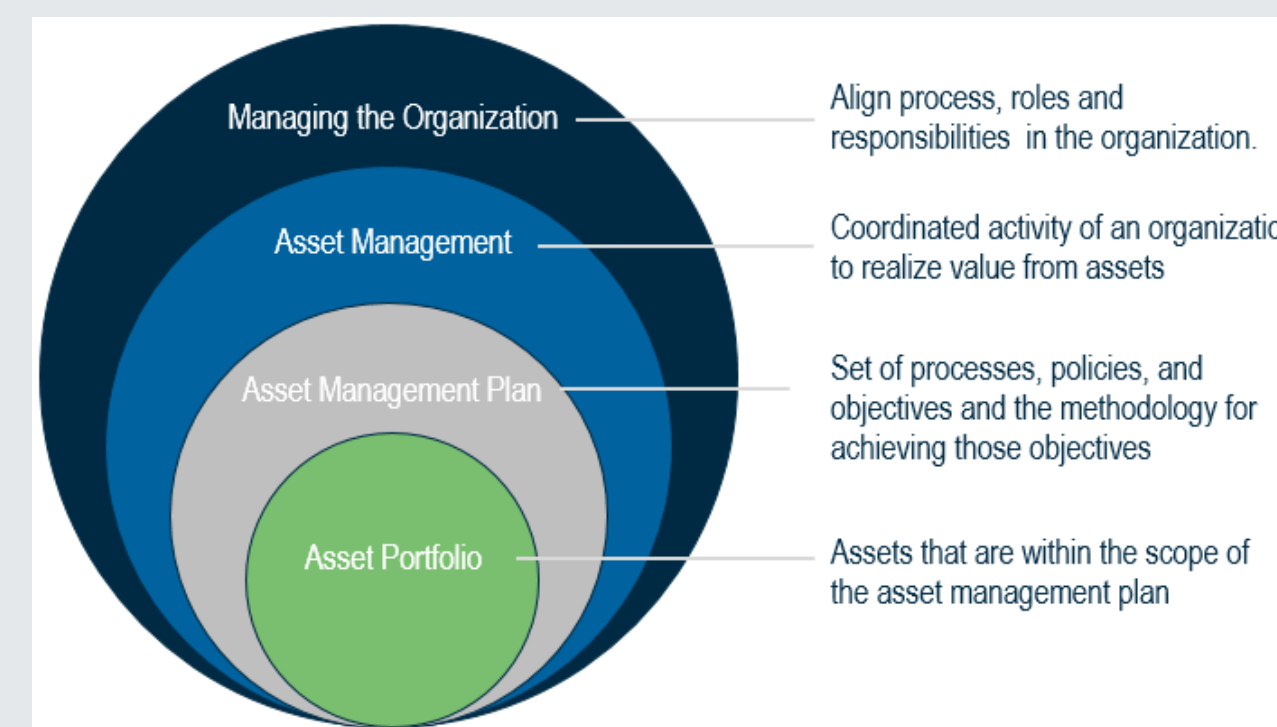 Managing the Organization
Align process, roles and
responsibilities in the organization.
Asset Management
Coordinated activity of an
to realize value from assets
Asset Management Plan
Set of processes, policies, and
objectives and the methodology for
achieving those objectives
Asset Portfolio
Assets that are within the scope of
the asset management plan